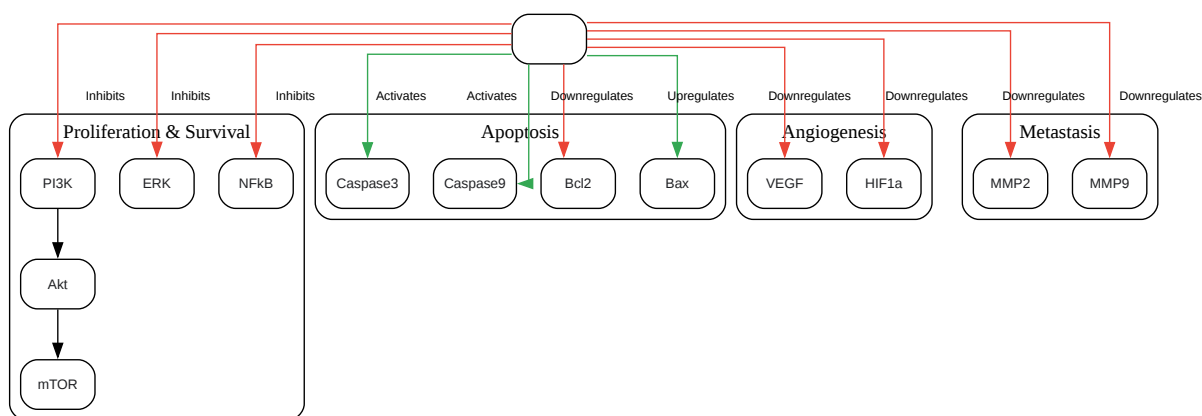 Inhibits
Inhibits
Inhibits
Activates
Activates
Downregulates
Upregulates
Downregulates
Downregulates
Downregulates
Downregulates
Proliferation & Survival
Apoptosis
Angiogenesis
Metastasis
PI3K
ERK
NFkB
Caspase3
Caspase9
Bcl2
Bax
VEGF
HIF1a
MMP2
MMP9
Akt
mTOR